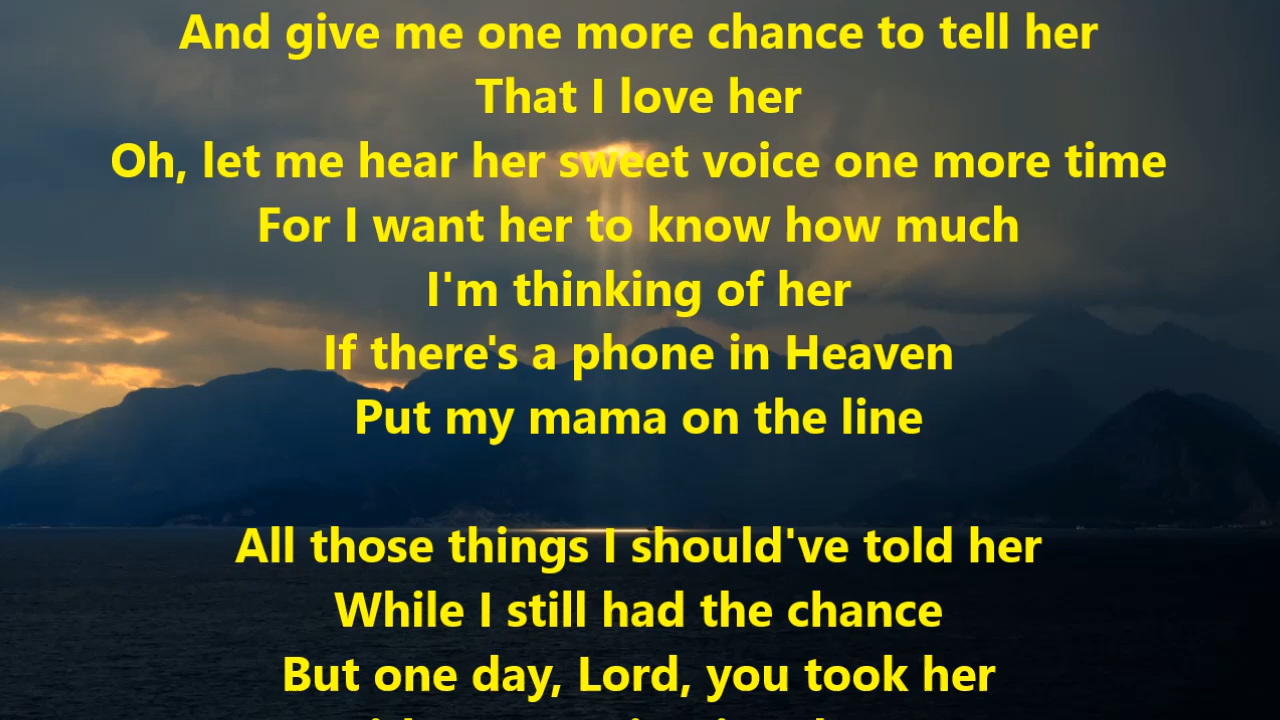 And give me one more chance to tell her
That I love her
Oh, let me hear her sweet voice one more time
For I want her to know how much
I'm thinking of her
If there's a phone in Heaven
Put my mama on the line
All those things I should've told her
While I still had the chance
But one day, Lord, you took her